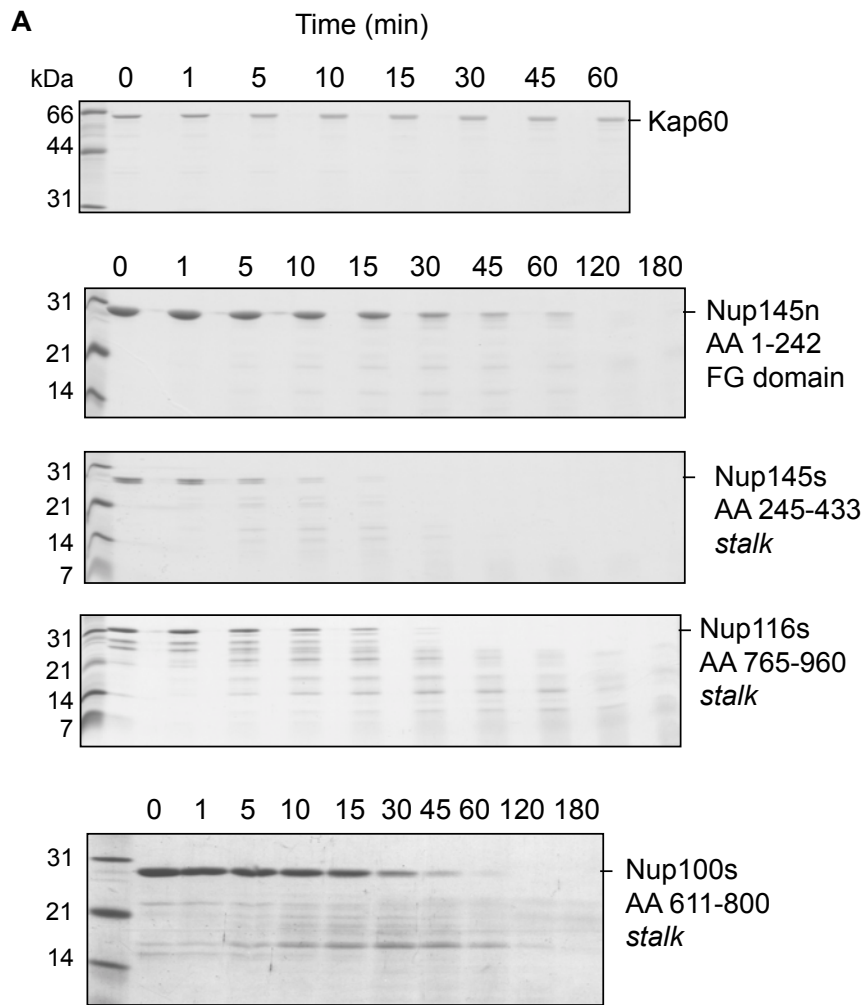 A
Time (min)
kDa 0 1 5 10 15 30 45 60
66
44
31
Kap60
0 1 5 10 15 30 45 60 120 180
31
21
14
Nup145n
AA 1-242
FG domain
31
21
14
7
Nup145s
AA 245-433
stalk
31
21
14
7
Nup116s
AA 765-960
stalk
0 1 5 10 15 30 45 60 120 180
31
21
14
Nup100s
AA 611-800
stalk